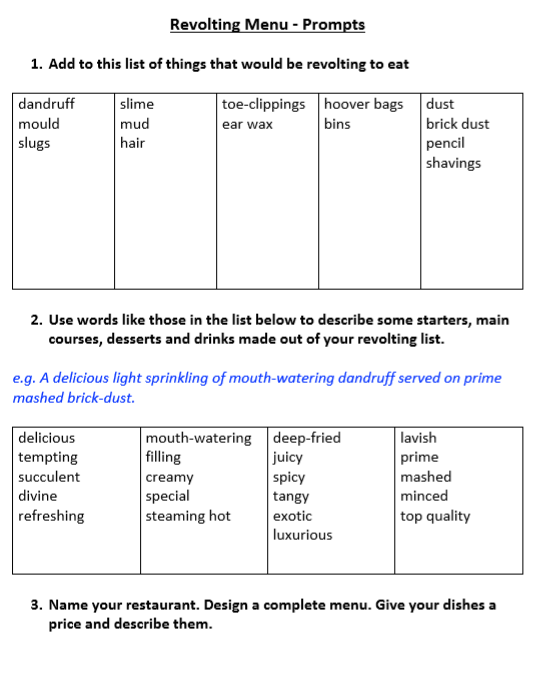 Revolting Menu - Prompts
1. Add to this list of things that would be revolting to eat
dandruff
mould
slugs
slime
mud
hair
toe-clippings
ear wax
hoover bags
bins
dust
brick dust
pencil
shavings
2. Use words like those in the list below to describe some starters, main
courses, desserts and drinks made out of your revolting list.
e.g. A delicious light sprinkling of mouth-watering dandruff served on prime
mashed brick-dust.
delicious
tempting
succulent
divine
refreshing
mouth-watering
filling
creamy
special
steaming hot
deep-fried
juicy
spicy
tangy
exotic
luxurious
lavish
prime
mashed
minced
top quality
3. Name your restaurant. Design a complete menu. Give your dishes a
price and describe them.